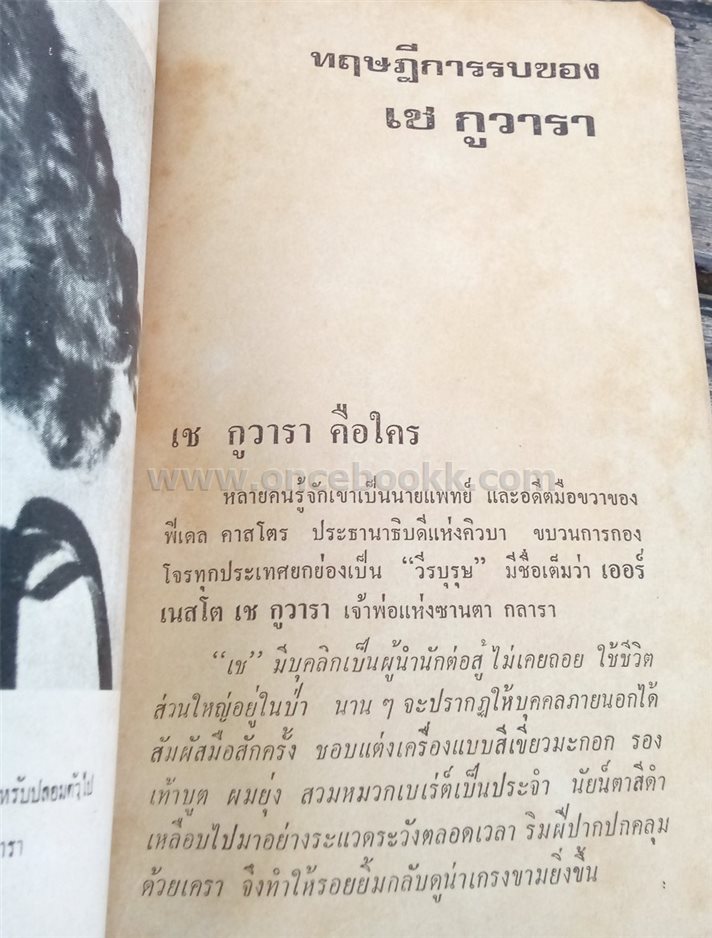 ทฤษฎีการรบของ
เช กูวารา
เช กูวารา คือใคร
www.oncebookk.com
หลายคนรู้จักเขาเป็นนายแพทย์ และอดีตมือขวาของ
ฟีเดล คาสโตร ประธานาธิบดีแห่งคิวบา ขบวนการกอง
โจรทุกประเทศยกย่องเป็น “วีรบุรุษ” มีชื่อเต็มว่า เออร์
เนสโต เช กูวารา เจ้าพ่อแห่งซานตา กลารา
“เช” มีบุคลิกเป็นผู้นำนักต่อสู้ ไม่เคยถอย ใช้ชีวิต
ส่วนใหญ่อยู่ในป่า นาน ๆ จะปรากฏให้บุคคลภายนอกได้
สัมผัสมือสักครั้ง ชอบแต่งเครื่องแบบสีเขียวมะกอก รอง
เท้าบูต ผมยุ่ง สวมหมวกเบเร่ต์เป็นประจำ นัยน์ตาสีดำ
เหลือบไปมาอย่างระแวดระวังตลอดเวลา ริมฝีปากปกคลุม
ด้วยเครา จึงทำให้รอยยิ้มกลับดูน่าเกรงขามยิ่งขึ้น
หรับปลอมตัวไป
ารา